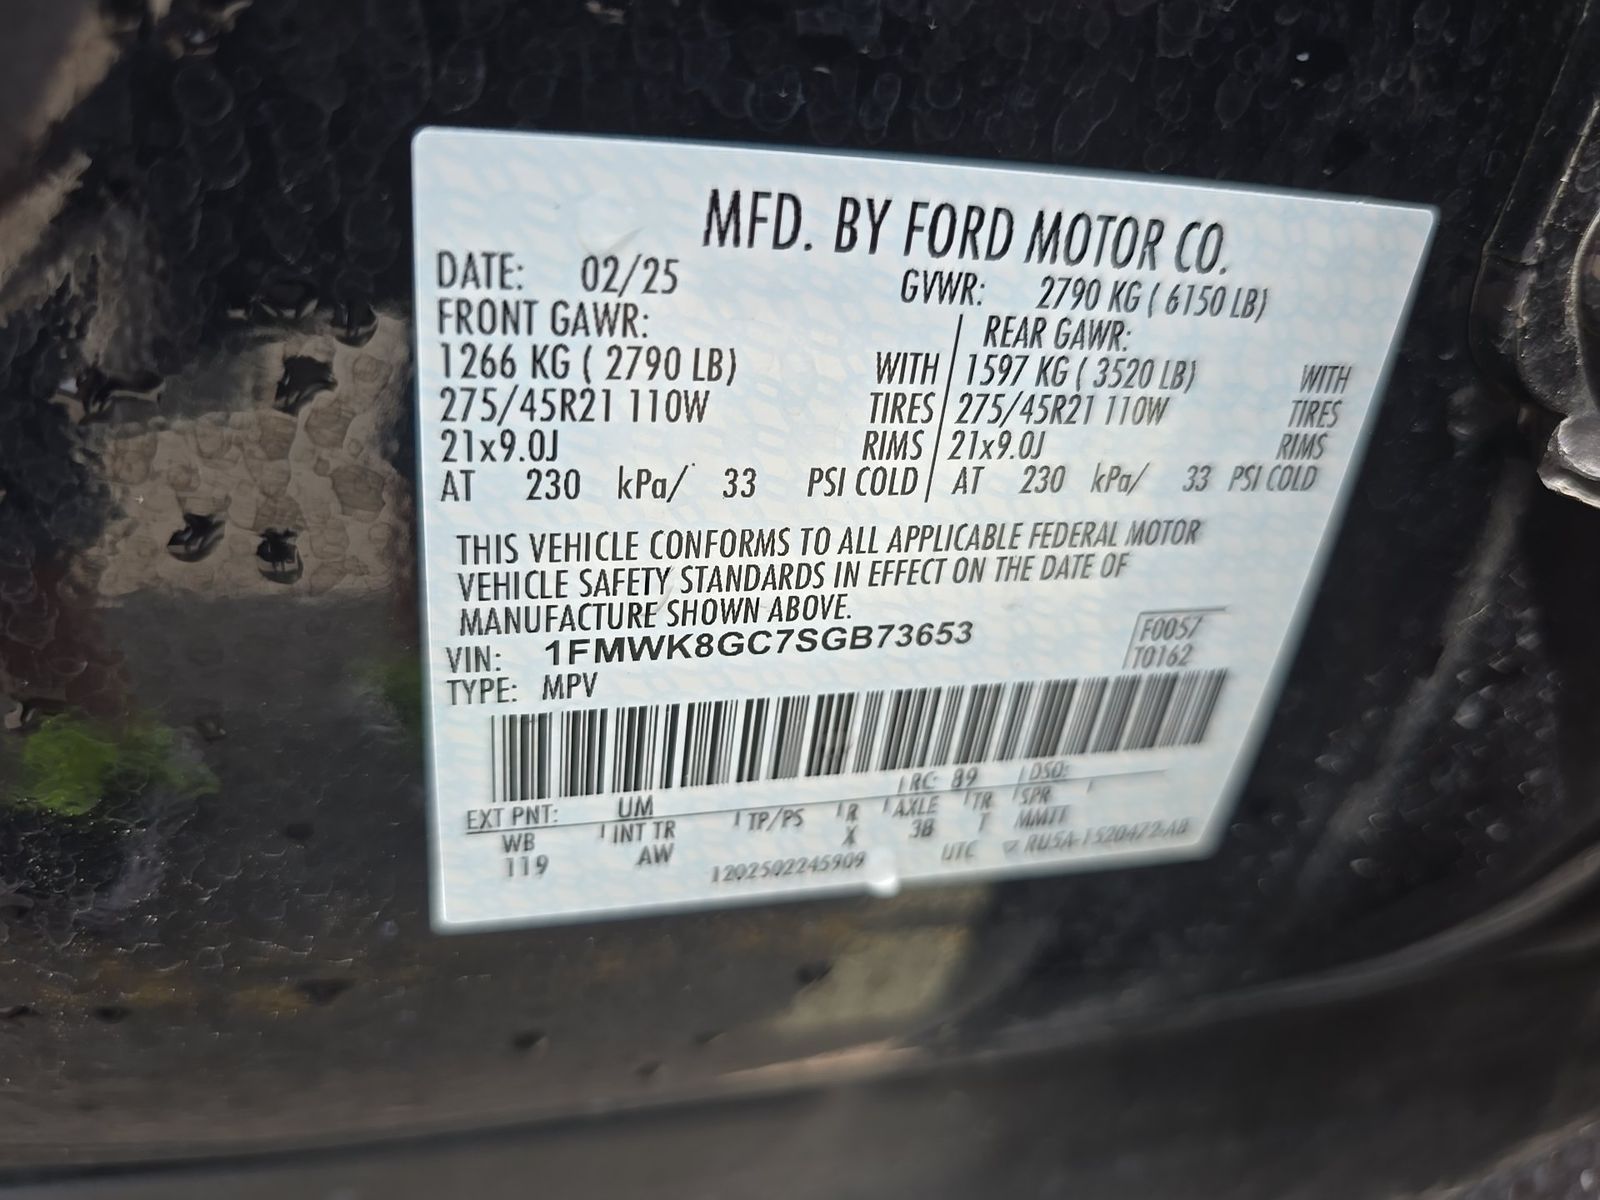 MFD. BY FORD MOTOR CO.
DATE: 02/25 GVWR: 2790 KG ( 6150 LB)
FRONT GAWR: REAR GAWR:
1266 KG ( 2790 LB) WITH 1597 KG ( 3520 LB) WITH
275/45R21 110W TIRES 275/45R21 110W TIRES
21x9.0J RIMS 21x9.0J RIMS
AT 230 kPa/ 33 PSI COLD AT 230 kPa/ 33 PSI COLD
THIS VEHICLE CONFORMS TO ALL APPLICABLE FEDERAL MOTOR
VEHICLE SAFETY STANDARDS IN EFFECT ON THE DATE OF
MANUFACTURE SHOWN ABOVE.
VIN: 1FMWK8GC7SGB73653 F0057
TYPE: MPV T0162
EXT PNT: UM RC: 89 DSO:
WB INT TR TP/PS R AXLE TR SPR
119 AW X 38 T
1202502245909 UTC